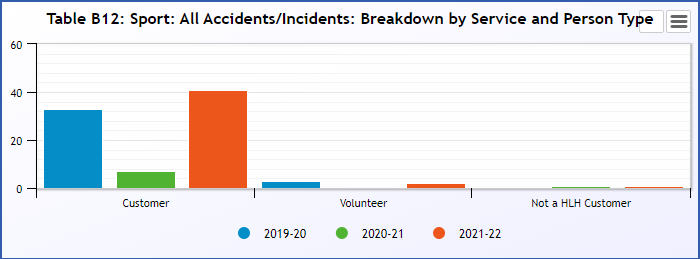 Table B12: Sport: All Accidents/Incidents: Breakdown by Service and Person Type
60
40
20
0
Customer Volunteer Not a HLH Customer
2019-20 2020-21 2021-22